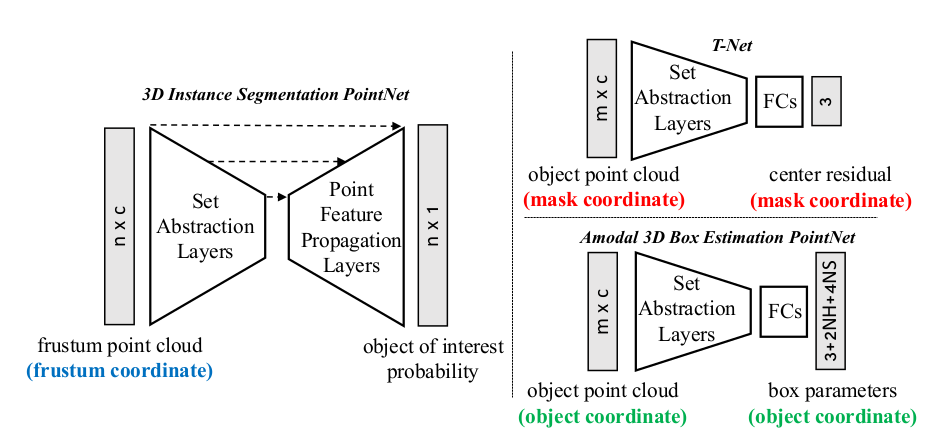 3D Instance Segmentation PointNet
n x c
Set
Abstraction
Layers
Point
Feature
Propagation
Layers
n x 1
frustum point cloud
(frustum coordinate)
object of interest
probability
T-Net
m x c
Set
Abstraction
Layers
FCs
3
object point cloud
(mask coordinate)
center residual
(mask coordinate)
Amodal 3D Box Estimation PointNet
m x c
Set
Abstraction
Layers
FCs
3+2NH+4NS
object point cloud
(object coordinate)
box parameters
(object coordinate)